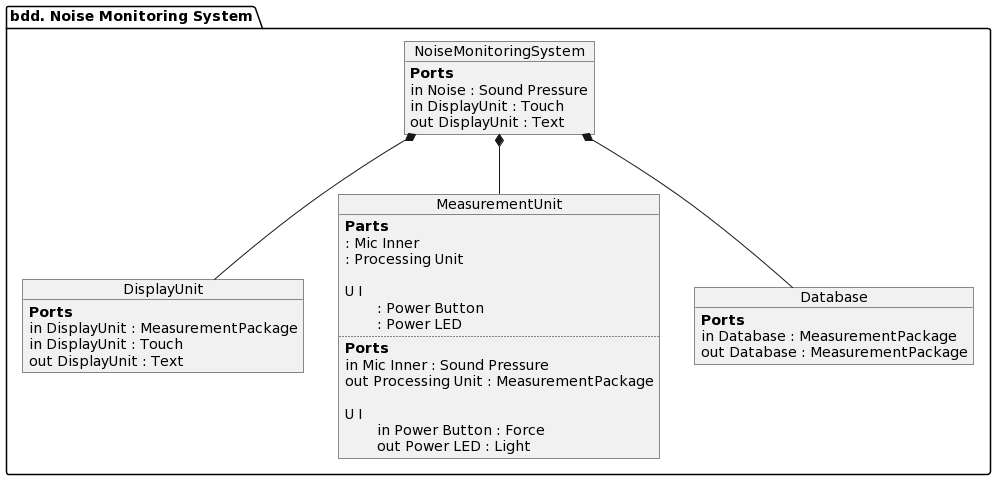 bdd. Noise Monitoring System
NoiseMonitoringSystem
Ports
in Noise : Sound Pressure
in DisplayUnit : Touch
out DisplayUnit : Text
MeasurementUnit
Parts
: Mic Inner
: Processing Unit
U I
: Power Button
: Power LED
Ports
in Mic Inner : Sound Pressure
out Processing Unit : MeasurementPackage
U I
in Power Button : Force
out Power LED : Light
DisplayUnit
Ports
in DisplayUnit : MeasurementPackage
in DisplayUnit : Touch
out DisplayUnit : Text
Database
Ports
in Database : MeasurementPackage
out Database : MeasurementPackage